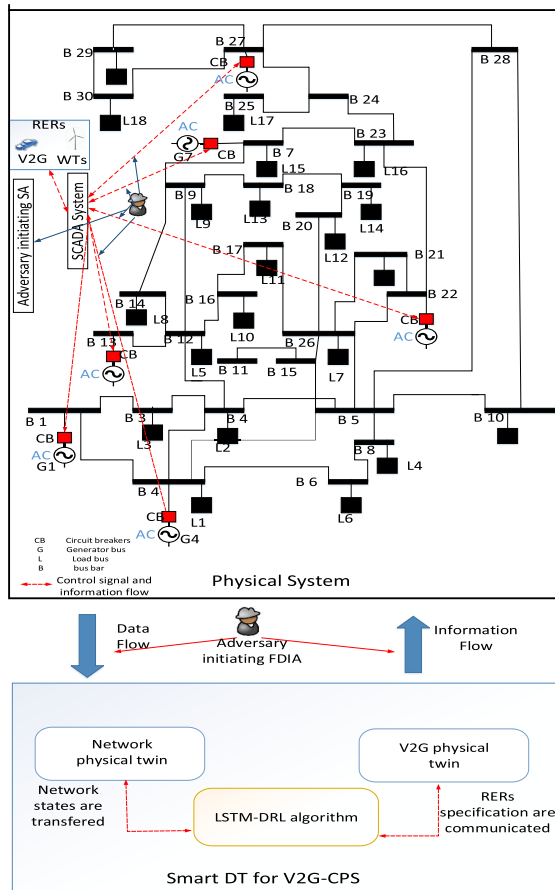 B 27
B 29
CB
B 28
AC
B 30
B 25
B 24
RERs
L18
L17
AC
B 23
V2G
WTs
G7
CB
B 7
L15
L16
Adversary initiating SA
SCADA System
B 9
B 18
B 19
L9
L13
L14
B 20
B 17
L12
B 21
L11
B 14
B 16
B 22
L8
CB
B 13
B 12
L10
B 26
AC
CB
L5
B 11
B 15
L7
AC
B 1
B 3
B 4
B 5
B 10
CB
L3
L2
B 8
AC
G1
L4
B 4
B 6
CB
L1
L6
AC
G4
CB Circuit breakers
G Generator bus
L Load bus
B bus bar
Control signal and
information flow
Physical System
Data
Flow
Adversary
initiating FDIA
Information
Flow
Network
physical twin
V2G physical
twin
Network
states are
transfered
LSTM-DRL algorithm
RERs
specification are
communicated
Smart DT for V2G-CPS